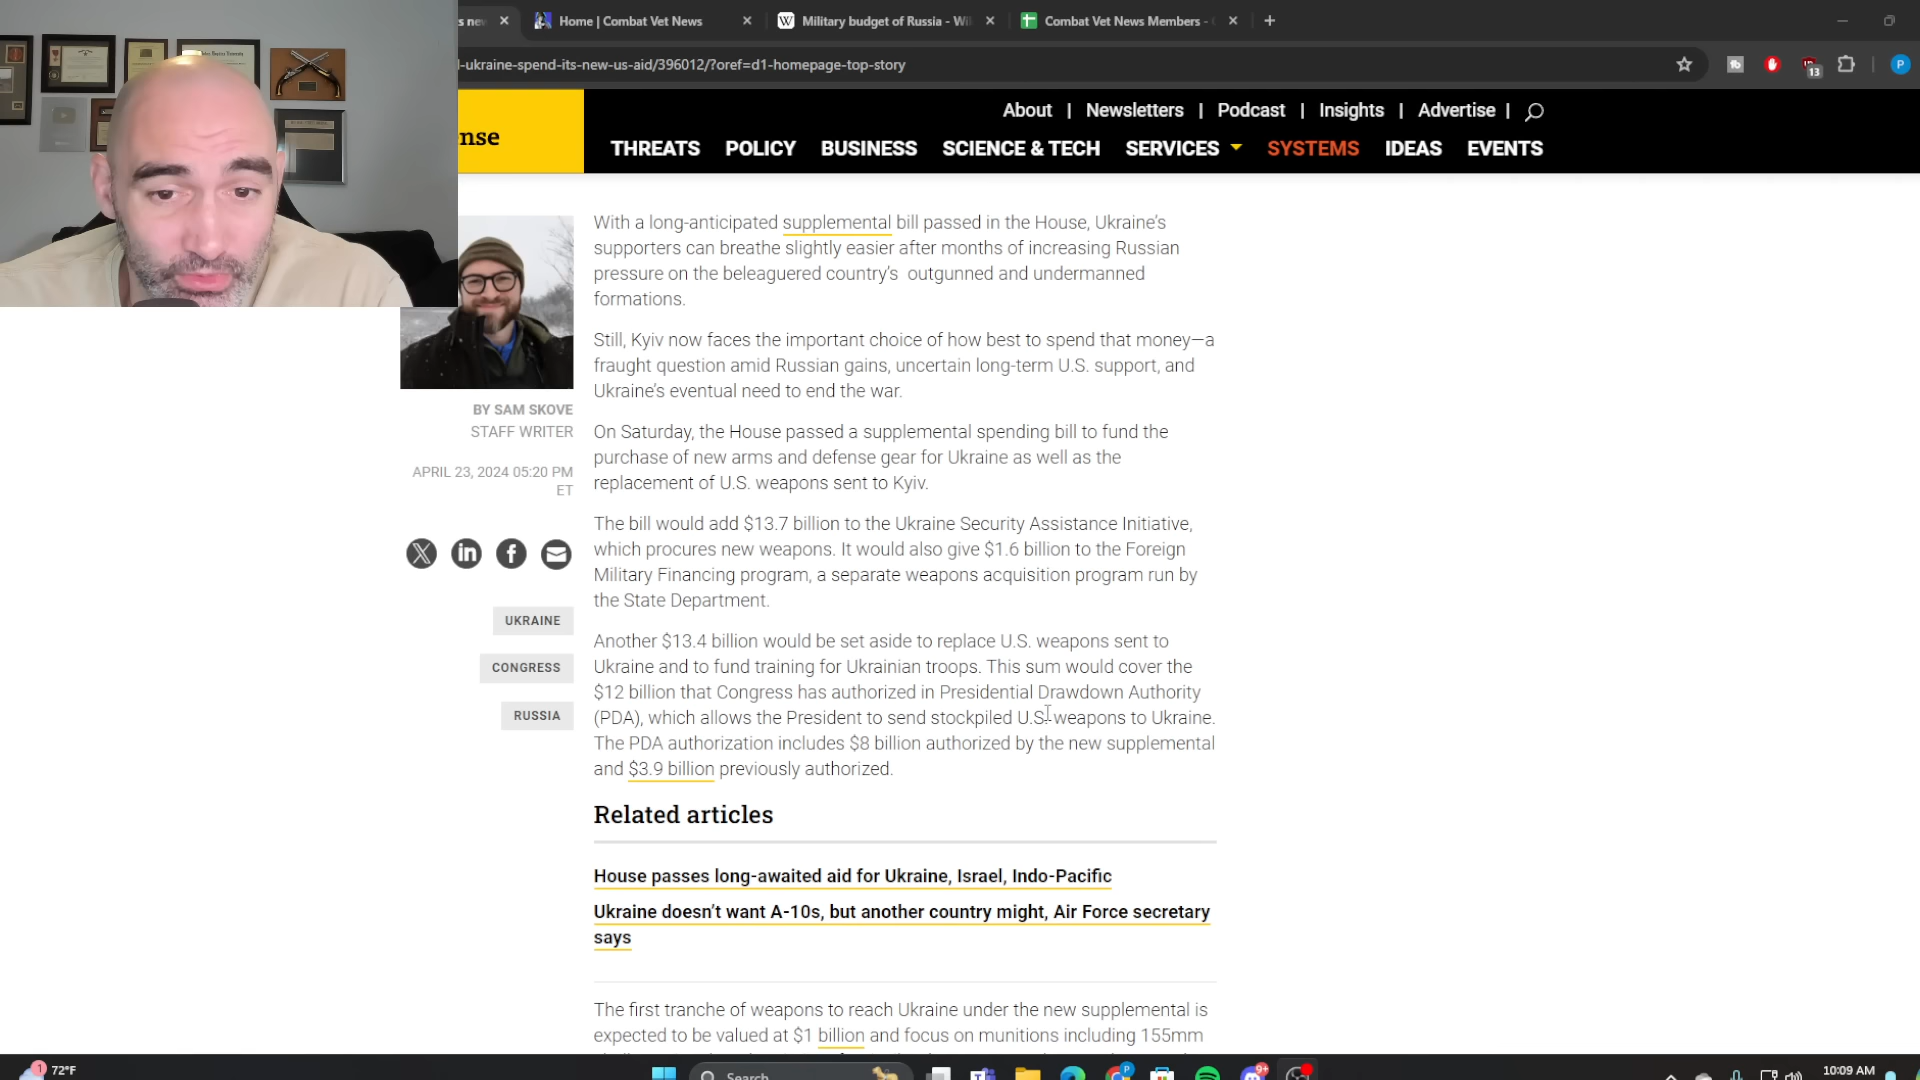 s new
Home | Combat Vet News
Military budget of Russia - Wi
Combat Vet News Members -
-ukraine-spend-its-new-us-aid/396012/?oref=d1-homepage-top-story
13
P
nse
About | Newsletters | Podcast | Insights | Advertise |
THREATS POLICY BUSINESS SCIENCE & TECH SERVICES SYSTEMS IDEAS EVENTS
BY SAM SKOVE
STAFF WRITER
APRIL 23, 2024 05:20 PM
ET
UKRAINE
CONGRESS
RUSSIA
With a long-anticipated supplemental bill passed in the House, Ukraine’s
supporters can breathe slightly easier after months of increasing Russian
pressure on the beleaguered country’s outgunned and undermanned
formations.
Still, Kyiv now faces the important choice of how best to spend that money—a
fraught question amid Russian gains, uncertain long-term U.S. support, and
Ukraine’s eventual need to end the war.
On Saturday, the House passed a supplemental spending bill to fund the
purchase of new arms and defense gear for Ukraine as well as the
replacement of U.S. weapons sent to Kyiv.
The bill would add $13.7 billion to the Ukraine Security Assistance Initiative,
which procures new weapons. It would also give $1.6 billion to the Foreign
Military Financing program, a separate weapons acquisition program run by
the State Department.
Another $13.4 billion would be set aside to replace U.S. weapons sent to
Ukraine and to fund training for Ukrainian troops. This sum would cover the
$12 billion that Congress has authorized in Presidential Drawdown Authority
(PDA), which allows the President to send stockpiled U.S. weapons to Ukraine.
The PDA authorization includes $8 billion authorized by the new supplemental
and $3.9 billion previously authorized.
Related articles
House passes long-awaited aid for Ukraine, Israel, Indo-Pacific
Ukraine doesn’t want A-10s, but another country might, Air Force secretary
says
The first tranche of weapons to reach Ukraine under the new supplemental is
expected to be valued at $1 billion and focus on munitions including 155mm
1
72°F
Search
10:09 AM